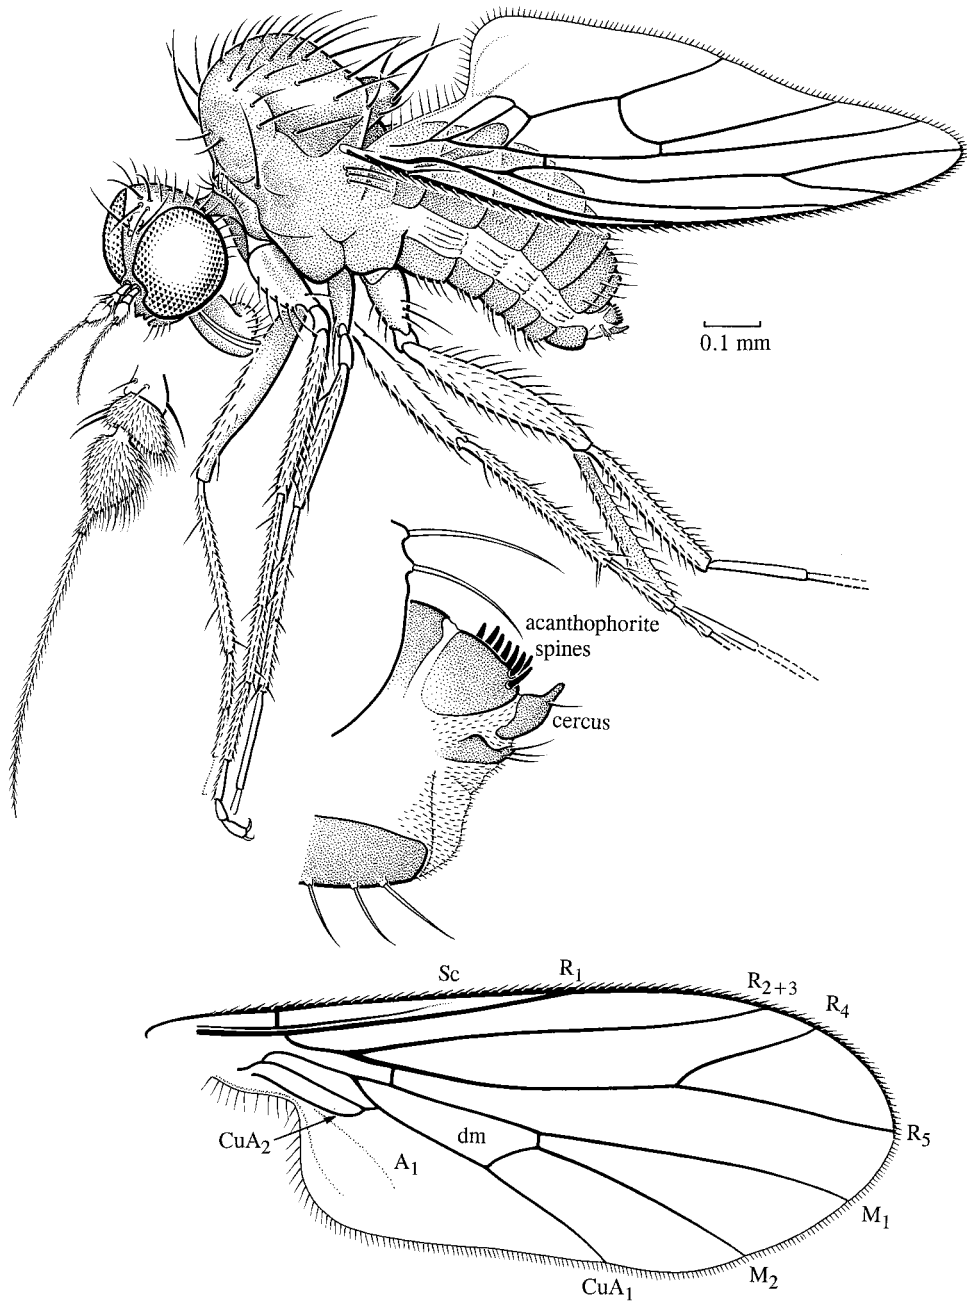 0.1 mm
acanthophorite
spines
cercus
Sc
R1
R2+3
R4
CuA2
A1
dm
R5
M1
M2
CuA1